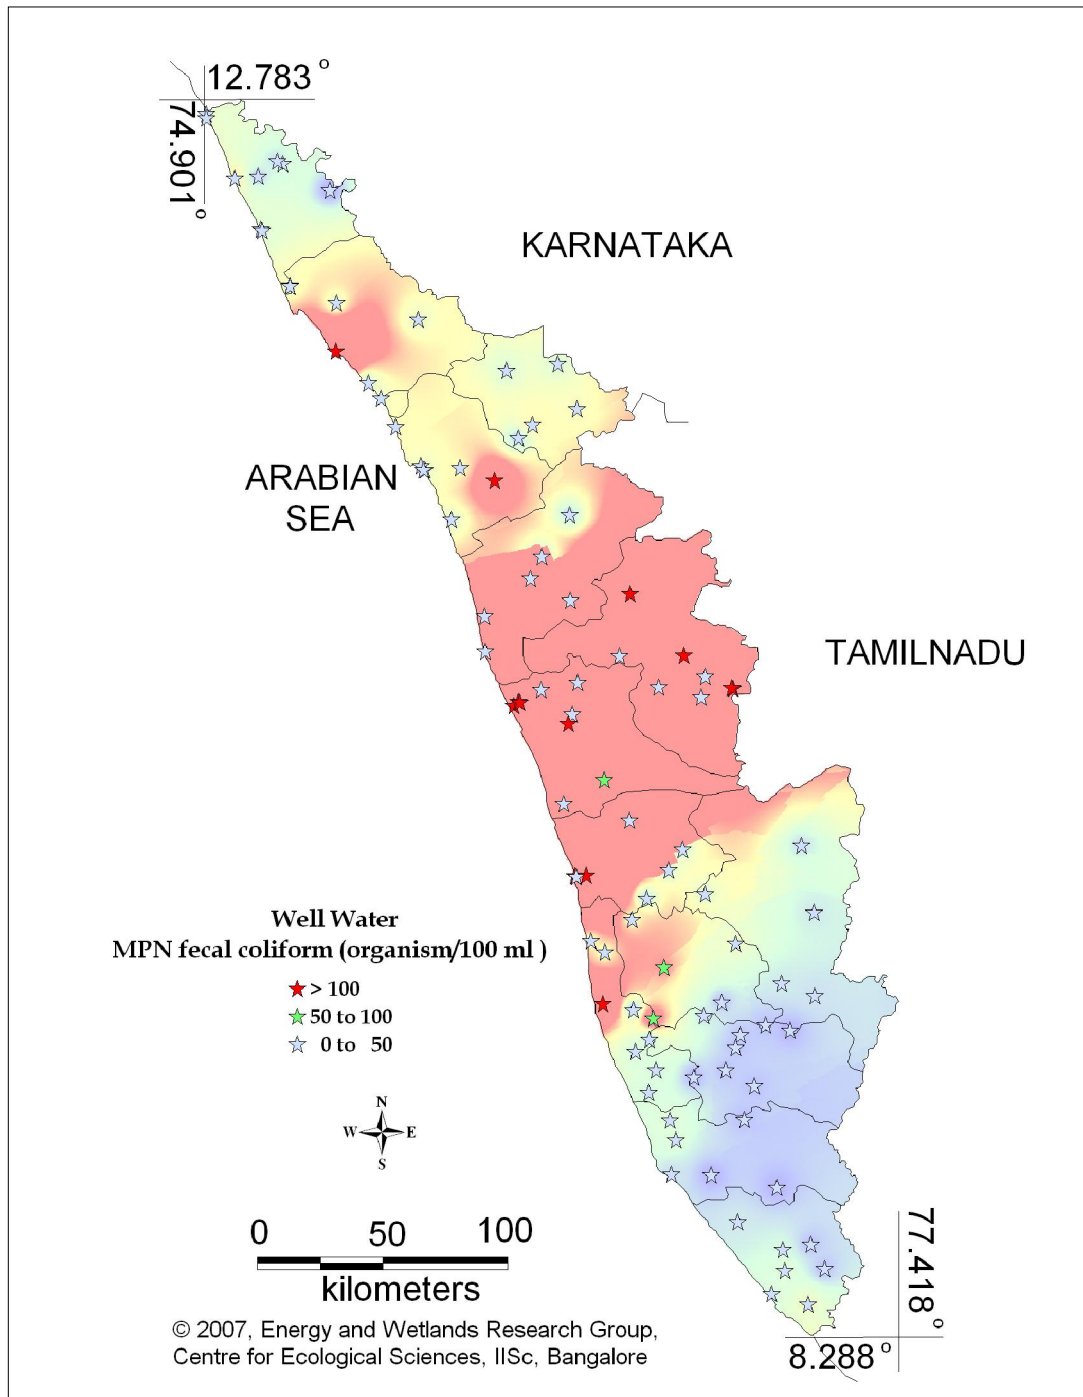 12.783 °
74.901 °
KARNATAKA
ARABIAN
SEA
TAMILNADU
Well Water
MPN fecal coliform (organism/100 ml )
> 100
50 to 100
0 to 50
N
W E
S
0 50 100
kilometers
77.418 °
8.288 °
© 2007, Energy and Wetlands Research Group,
Centre for Ecological Sciences, IISc, Bangalore